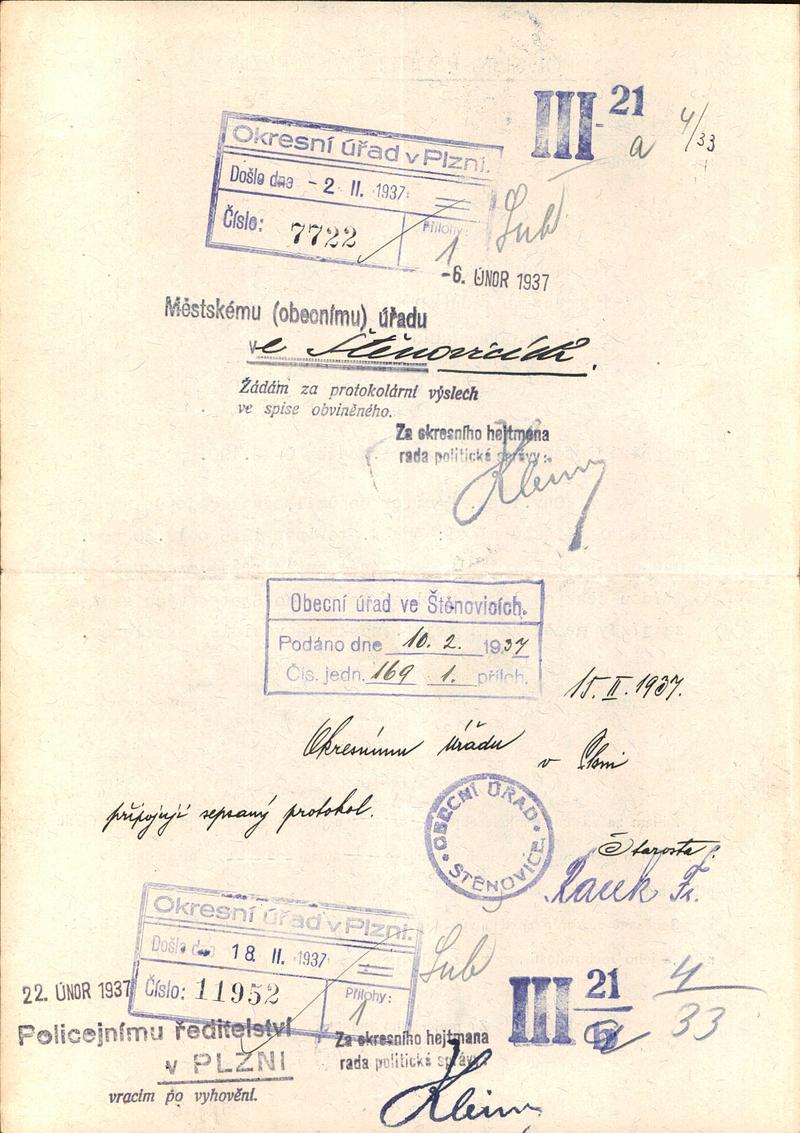 III-21
a
4/33
Okresní úřad v Plzni.
Došlo dne - 2 II. 1937
Číslo: 7722
Přílohy: 1
-6. ÚNOR 1937
Městskému (obecnímu) úřadu
ve Štěnovicích.
Žádám za protokolární výslech
ve spise obviněného.
Za okresního hejtmana
rada politické správy:
Klein
Obecní úřad ve Štěnovicích.
Podáno dne 10. 2. 1937
Čís. jedn. 169 1. příloh.
15. II. 1937.
Okresnímu úřadu
v Plzni
připojuji sepsaný protokol.
OBECNÍ ÚŘAD
ŠTĚNOVICE
Starosta:
Fr.
Okresní úřad v Plzni.
Došlo dne 18 II. 1937
Číslo: 11952
Přílohy: 1
III 21
4
33
22. ÚNOR 1937
Policejnímu ředitelství
v PLZNI
vracím po vyhovění.
Za okresního hejtmana
rada politické správy:
Klein